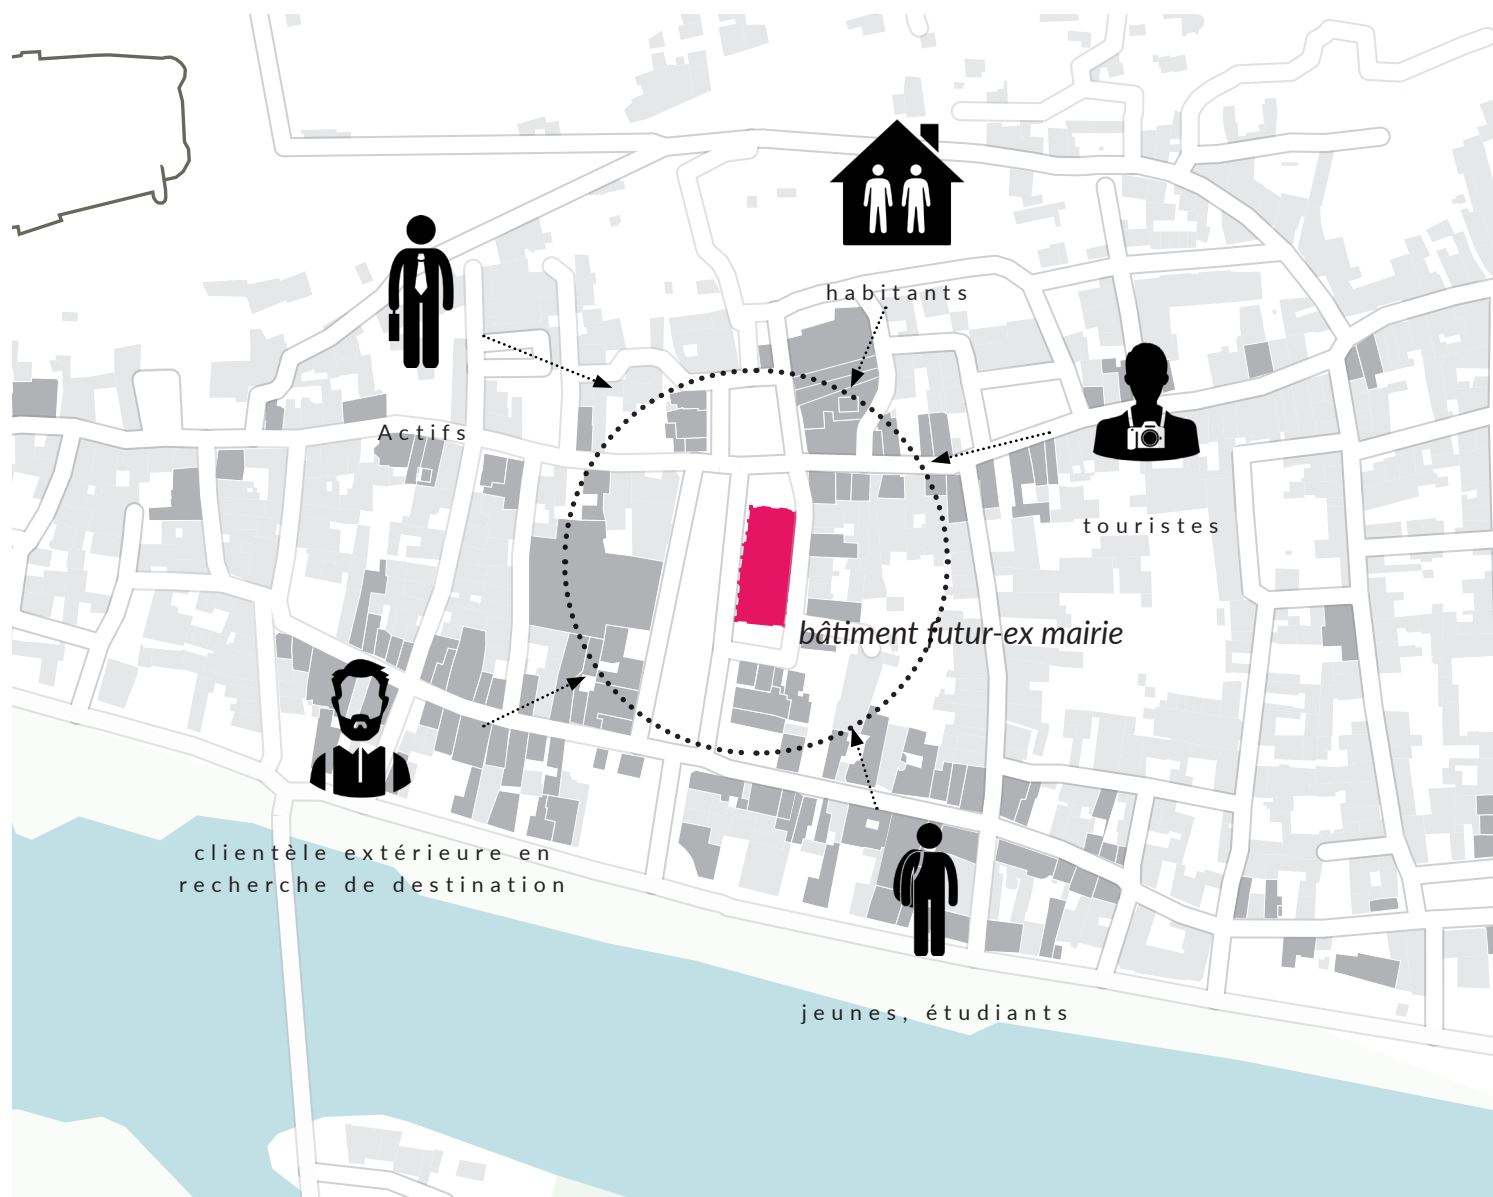 habitants
Actifs
touristes
bâtiment futur-ex mairie
clientèle extérieure en
recherche de destination
jeunes, étudiants